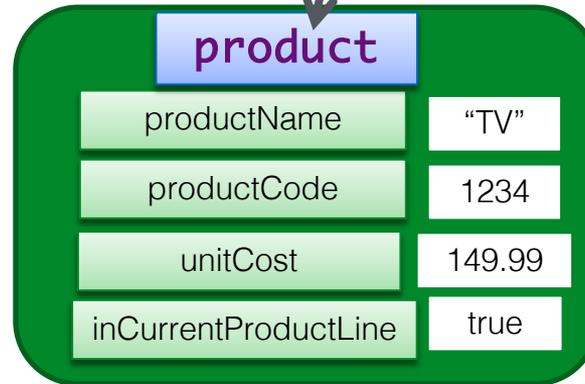 product
productName “TV”
productCode 1234
unitCost 149.99
inCurrentProductLine true